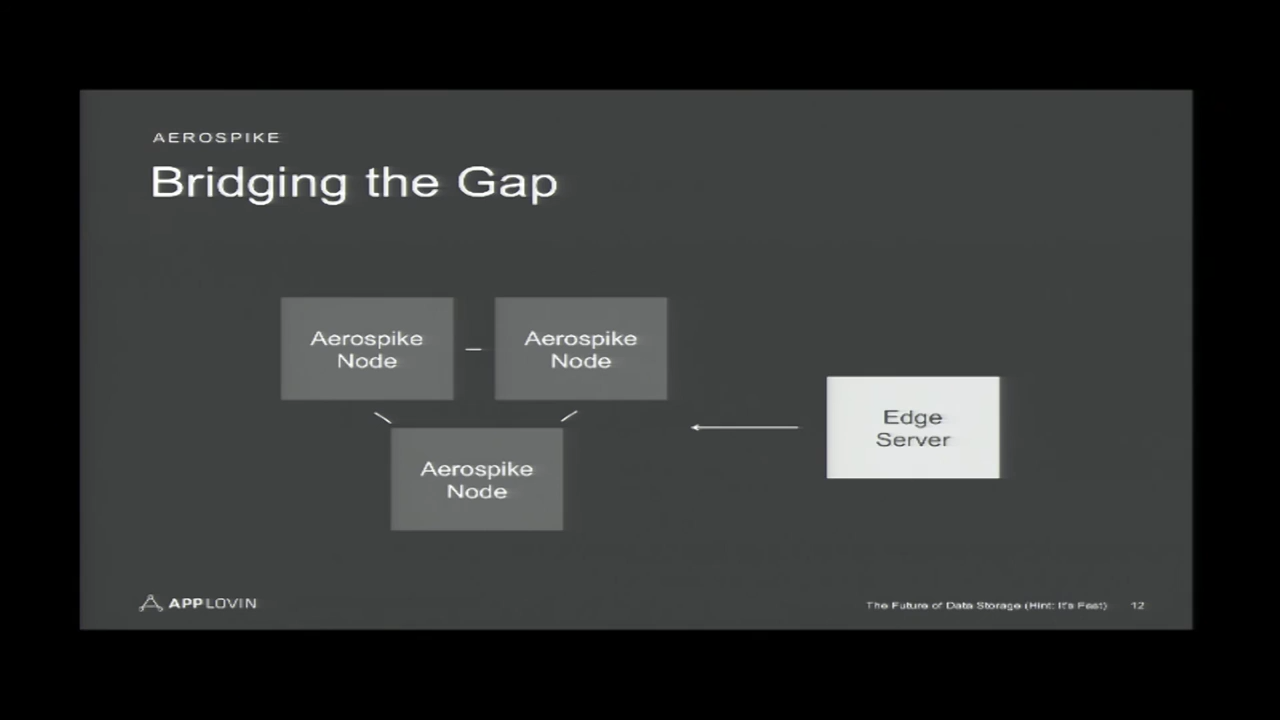 AEROSPIKE
Bridging the Gap
Aerospike
Node
Aerospike
Node
Aerospike
Node
Edge
Server
APPLOVIN
The Future of Data Storage (Hint: It's Fast)
12